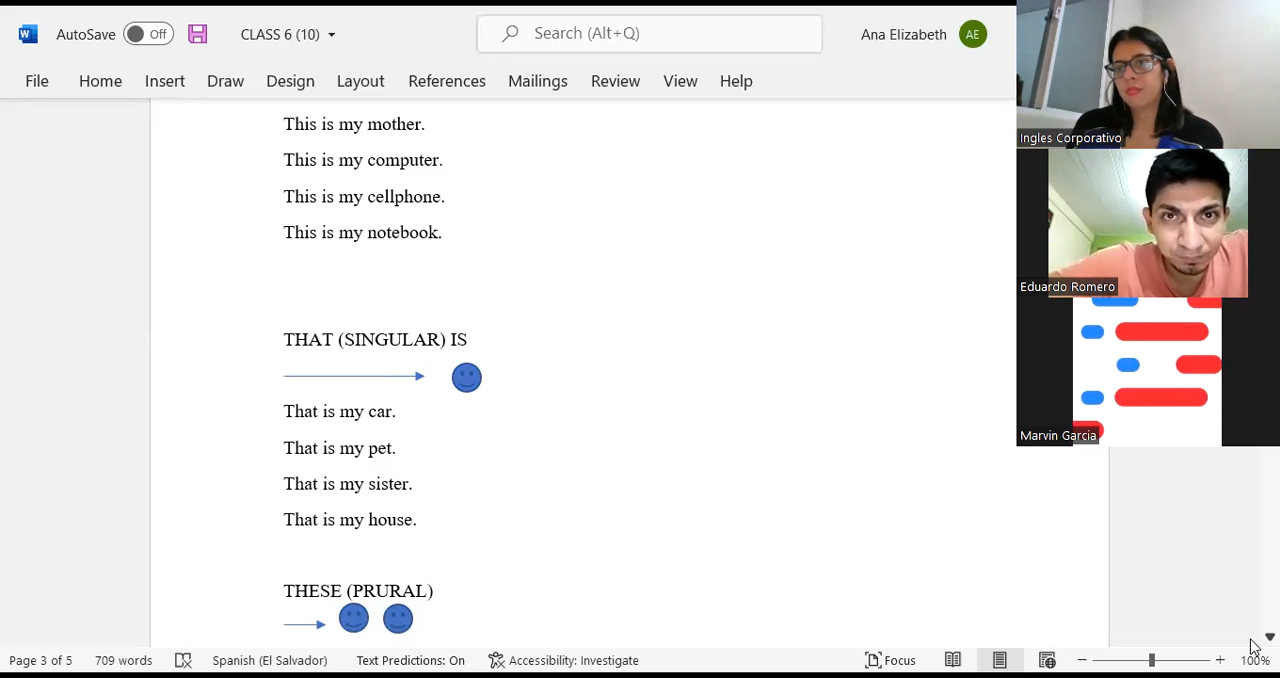 AutoSave Off CLASS 6 (10) Search (Alt+Q) Ana Elizabeth AE
File Home Insert Draw Design Layout References Mailings Review View Help
This is my mother.
This is my computer.
This is my cellphone.
This is my notebook.
THAT (SINGULAR) IS
That is my car.
That is my pet.
That is my sister.
That is my house.
THESE (PRURAL)
Ingles Corporativo
Eduardo Romero
Marvin Garcia
Page 3 of 5 709 words Spanish (El Salvador) Text Predictions: On Accessibility: Investigate Focus 100%